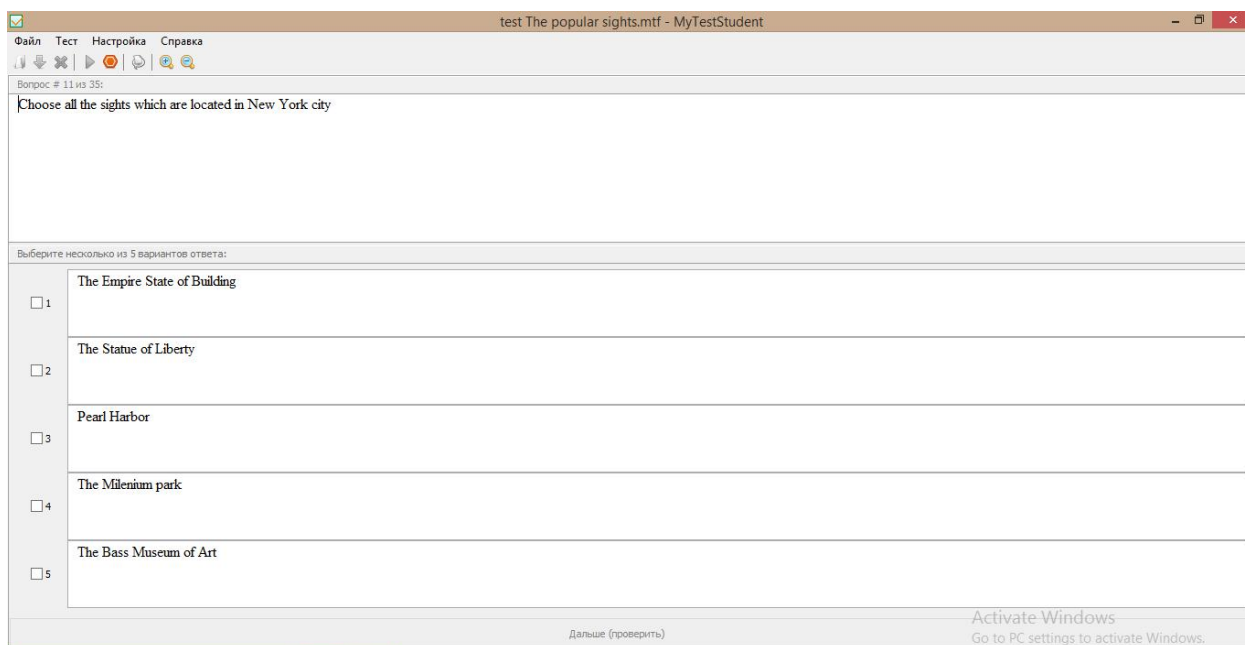 test The popular sights.mtf - MyTestStudent
Файл Тест Настройка Справка
Вопрос # 11 из 35:
Choose all the sights which are located in New York city
Выберите несколько из 5 вариантов ответа:
1 The Empire State of Building
2 The Statue of Liberty
3 Pearl Harbor
4 The Milenium park
5 The Bass Museum of Art
Дальше (проверить)
Activate Windows
Go to PC settings to activate Windows.